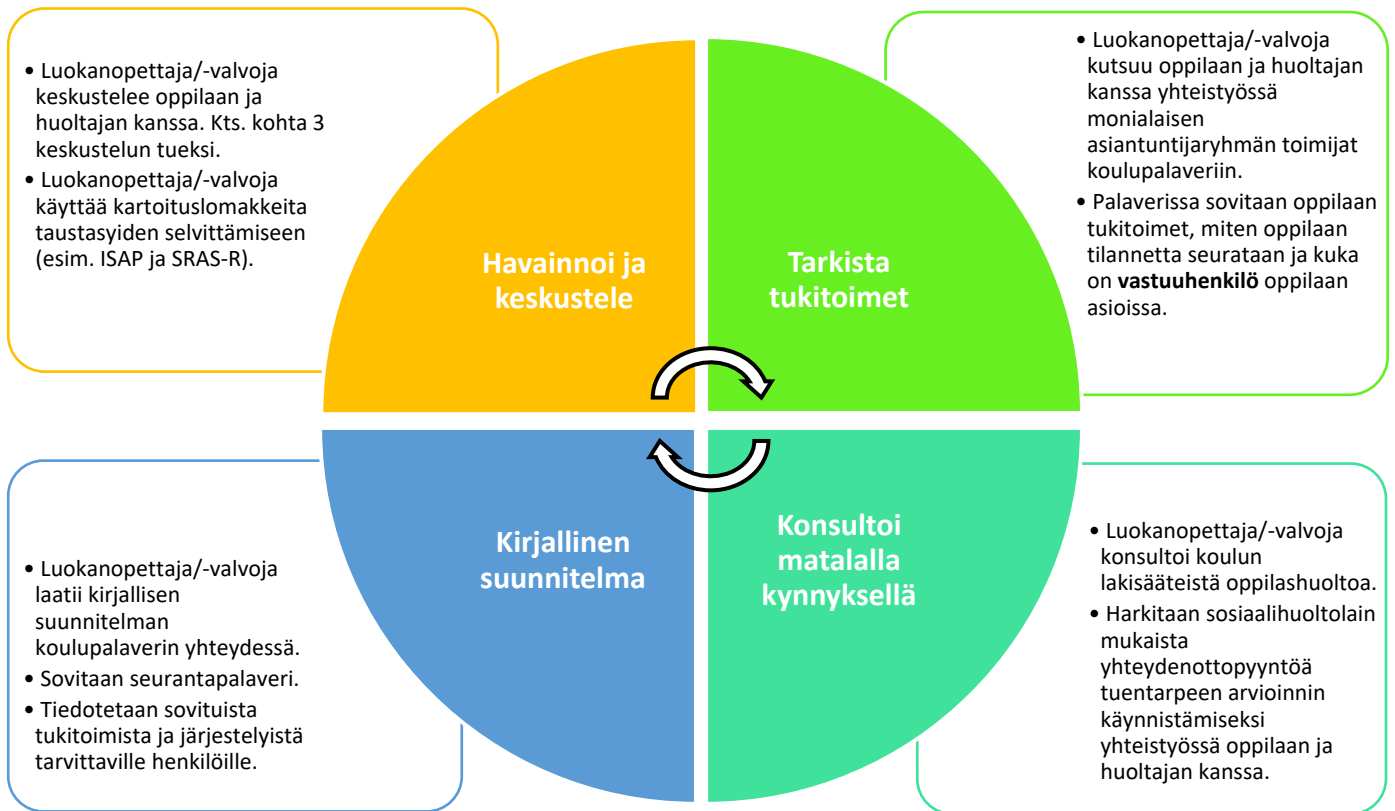 • Luokanopettaja/-valvoja
keskustelee oppilaan ja
huoltajan kanssa. Kts. kohta 3
keskustelun tueksi.
• Luokanopettaja/-valvoja
käyttää kartoituslomakkeita
taustasyiden selvittämiseen
(esim. ISAP ja SRAS-R).
Havainnoi ja
keskustele
Tarkista
tukitoimet
• Luokanopettaja/-valvoja
kutsuu oppilaan ja huoltajan
kanssa yhteistyössä
monialaisen
asiantuntijaryhmän toimijat
koulupalaveriin.
• Palaverissa sovitaan oppilaan
tukitoimet, miten oppilaan
tilannetta seurataan ja kuka
on vastuuhenkilö oppilaan
asioissa.
• Luokanopettaja/-valvoja
laatii kirjallisen
suunnitelman
koulupalaverin yhteydessä.
• Sovitaan seurantapalaveri.
• Tiedotetaan sovituista
tukitoimista ja järjestelyistä
tarvittaville henkilöille.
Kirjallinen
suunnitelma
Konsultoi
matalalla
kynnyksellä
• Luokanopettaja/-valvoja
konsultoi koulun
lakisääteistä oppilashuoltoa.
• Harkitaan sosiaalihuoltolain
mukaista
yhteydenottopyyntöä
tuentarpeen arvioinnin
käynnistämiseksi
yhteistyössä oppilaan ja
huoltajan kanssa.